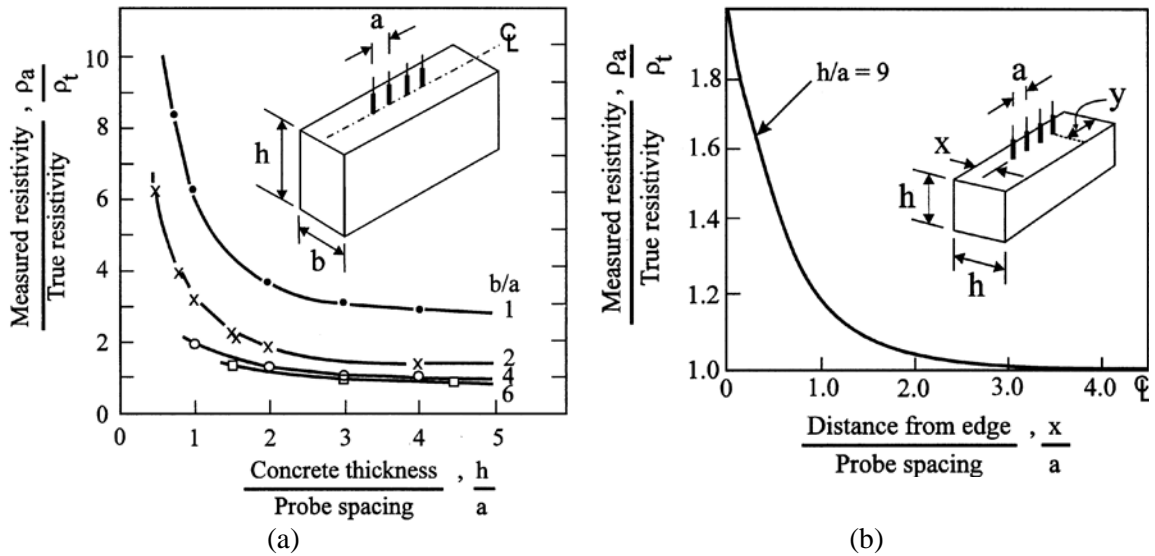 Measured resistivity , ρa
True resistivity ρt
10
8
6
4
2
0
a
℄
h
b
b/a
1
2
4
6
0 1 2 3 4 5
Concrete thickness , h
Probe spacing a
(a)
Measured resistivity , ρa
True resistivity ρt
1.8
1.6
1.4
1.2
1.0
h/a = 9
a
y
x
h
h
0 1.0 2.0 3.0 4.0 ℄
Distance from edge , x
Probe spacing a
(b)